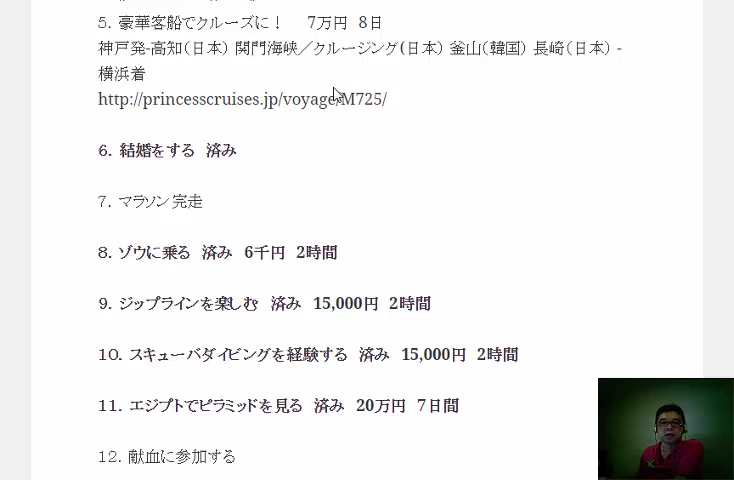 5. 豪華客船でクルーズに！　7万円 8日
神戸発-高知(日本) 関門海峡／クルージング(日本) 釜山(韓国) 長崎(日本) -
横浜着
http://princesscruises.jp/voyage/M725/
6. 結婚をする 済み
7. マラソン完走
8. ゾウに乗る 済み 6千円 2時間
9. ジップラインを楽しむ 済み 15,000円 2時間
10. スキューバダイビングを経験する 済み 15,000円 2時間
11. エジプトでピラミッドを見る 済み 20万円 7日間
12. 献血に参加する